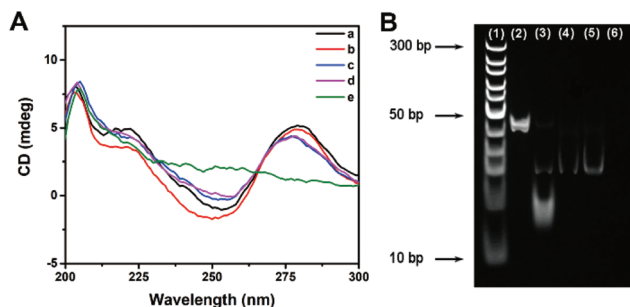 A
CD (mdeg)
10
5
0
-5
200
225
250
275
300
Wavelength (nm)
a
b
c
d
e
B
(1) (2) (3) (4) (5) (6)
300 bp
50 bp
10 bp